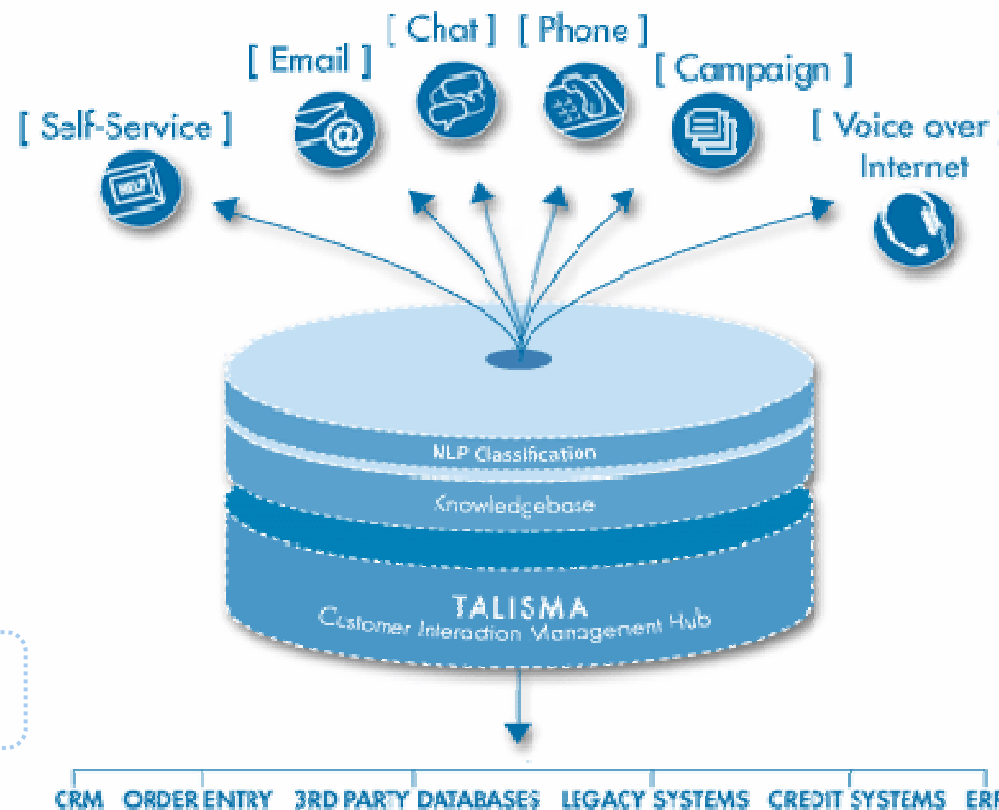 [ Chat ] [ Phone ]
[ Email ]
[ Campaign ]
[ Self-Service ]
[ Voice over
Internet
HELP
@
NLP Classification
Knowledgebase
TALISMA
Customer Interaction Management Hub
CRM ORDER ENTRY 3RD PARTY DATABASES LEGACY SYSTEMS CREDIT SYSTEMS